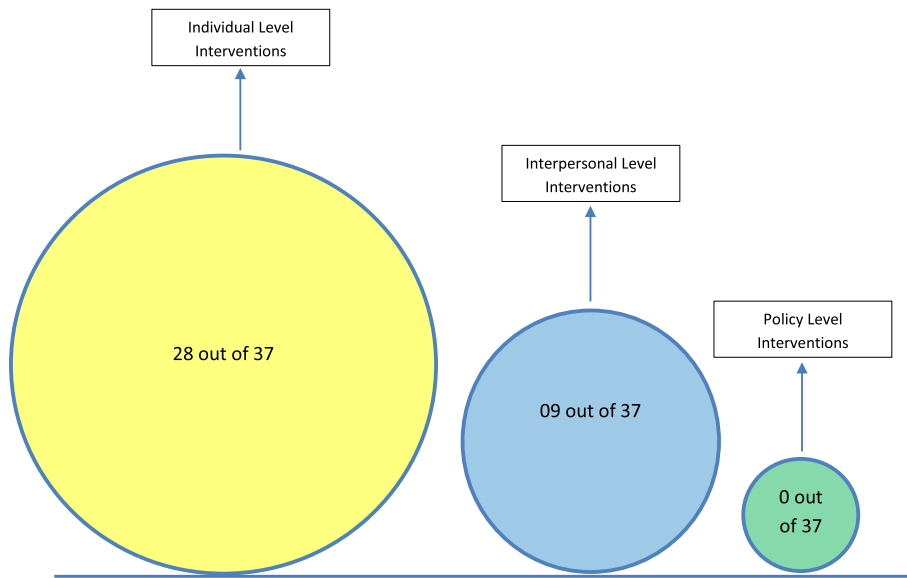 Individual Level
Interventions
Interpersonal Level
Interventions
Policy Level
Interventions
28 out of 37
09 out of 37
0 out
of 37